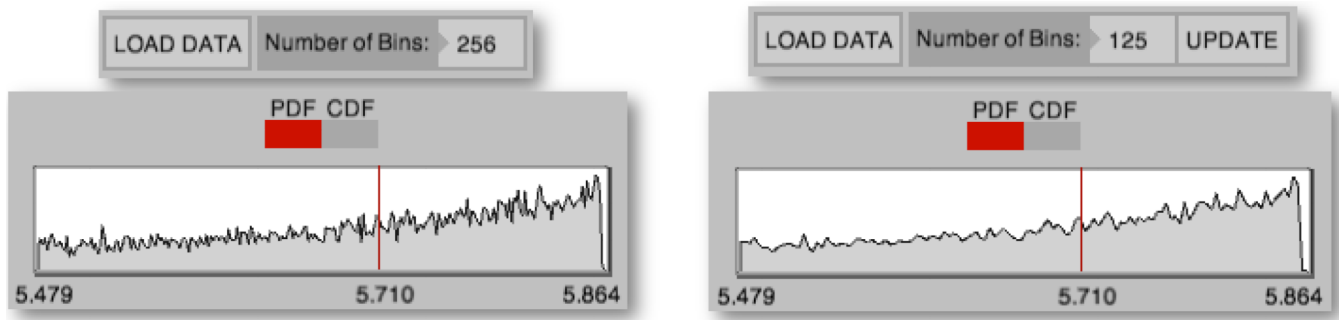 LOAD DATA Number of Bins: 256
PDF CDF
5.479 5.710 5.864
LOAD DATA Number of Bins: 125 UPDATE
PDF CDF
5.479 5.710 5.864